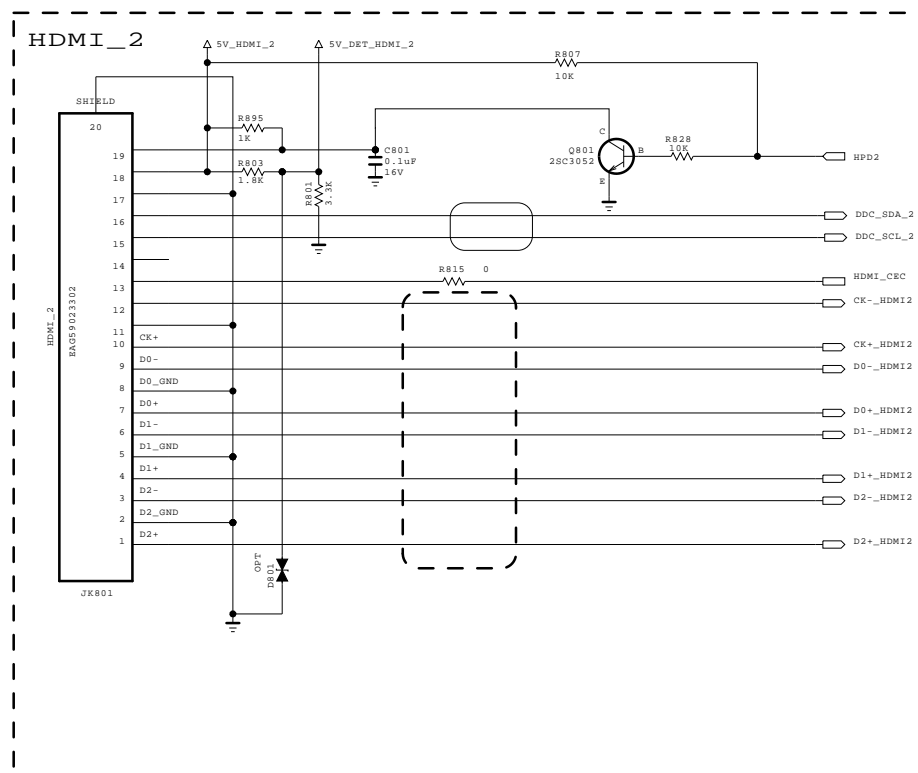 HDMI_2
5V_HDMI_2
5V_DET_HDMI_2
R807
10K
SHIELD
20
R895
1K
C801
0.1uF
16V
C
Q801
2SC3052
B
E
R828
10K
HPD2
19
18
R803
1.8K
R801
3.3K
17
16
DDC_SDA_2
15
DDC_SCL_2
14
R815 0
13
HDMI_CEC
12
CK-_HDMI2
11
10
CK+
CK+_HDMI2
9
D0-
D0-_HDMI2
8
D0_GND
7
D0+
D0+_HDMI2
6
D1-
D1-_HDMI2
5
D1_GND
4
D1+
D1+_HDMI2
3
D2-
D2-_HDMI2
2
D2_GND
1
D2+
D2+_HDMI2
HDMI_2
EAG59023302
OPT
D801
JK801